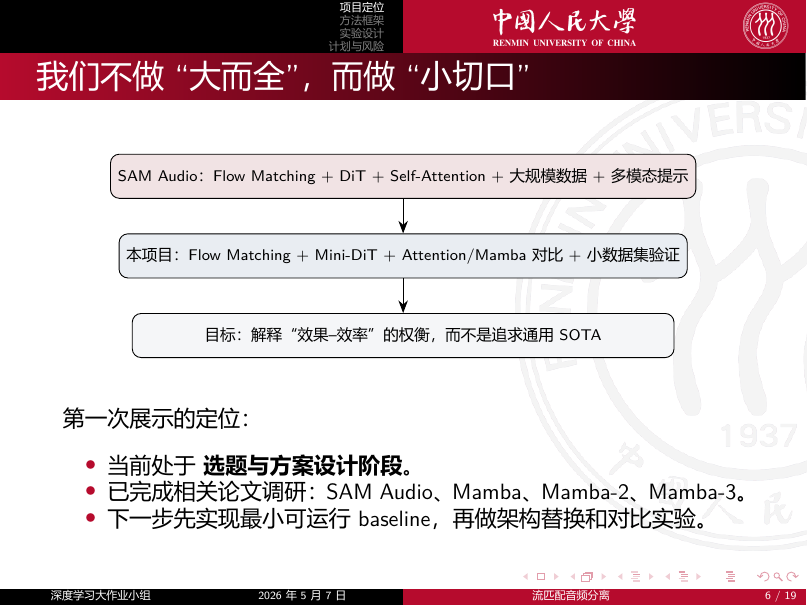 项目定位
方法框架
实验设计
计划与风险
中国人民大学
RENMIN UNIVERSITY OF CHINA
我们不做 “大而全”，而做 “小切口”
SAM Audio：Flow Matching + DiT + Self-Attention + 大规模数据 + 多模态提示
本项目：Flow Matching + Mini-DiT + Attention/Mamba 对比 + 小数据集验证
目标：解释 “效果–效率” 的权衡，而不是追求通用 SOTA
第一次展示的定位：
• 当前处于 选题与方案设计阶段。
• 已完成相关论文调研：SAM Audio、Mamba、Mamba-2、Mamba-3。
• 下一步先实现最小可运行 baseline，再做架构替换和对比实验。
1937
深度学习大作业小组
2026 年 5 月 7 日
流匹配音频分离
6 / 19